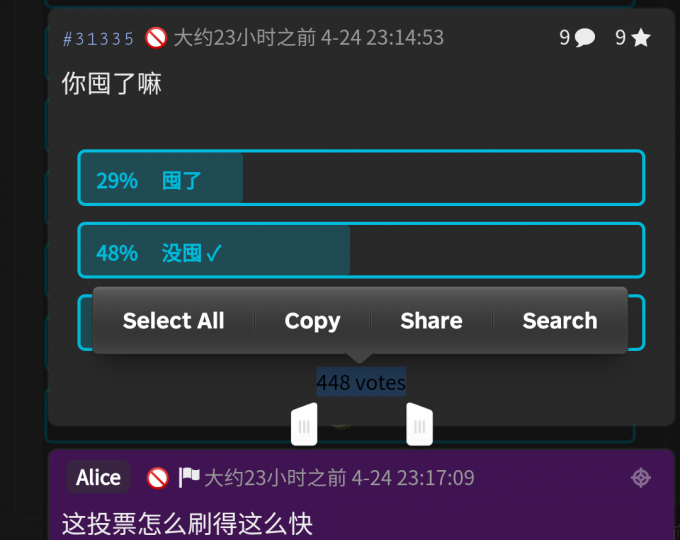 #31335 大约23小时之前 4-24 23:14:53 9 9
你囤了嘛
29% 囤了
48% 没囤✓
Select All Copy Share Search
448 votes
Alice 大约23小时之前 4-24 23:17:09
这投票怎么刷得这么快